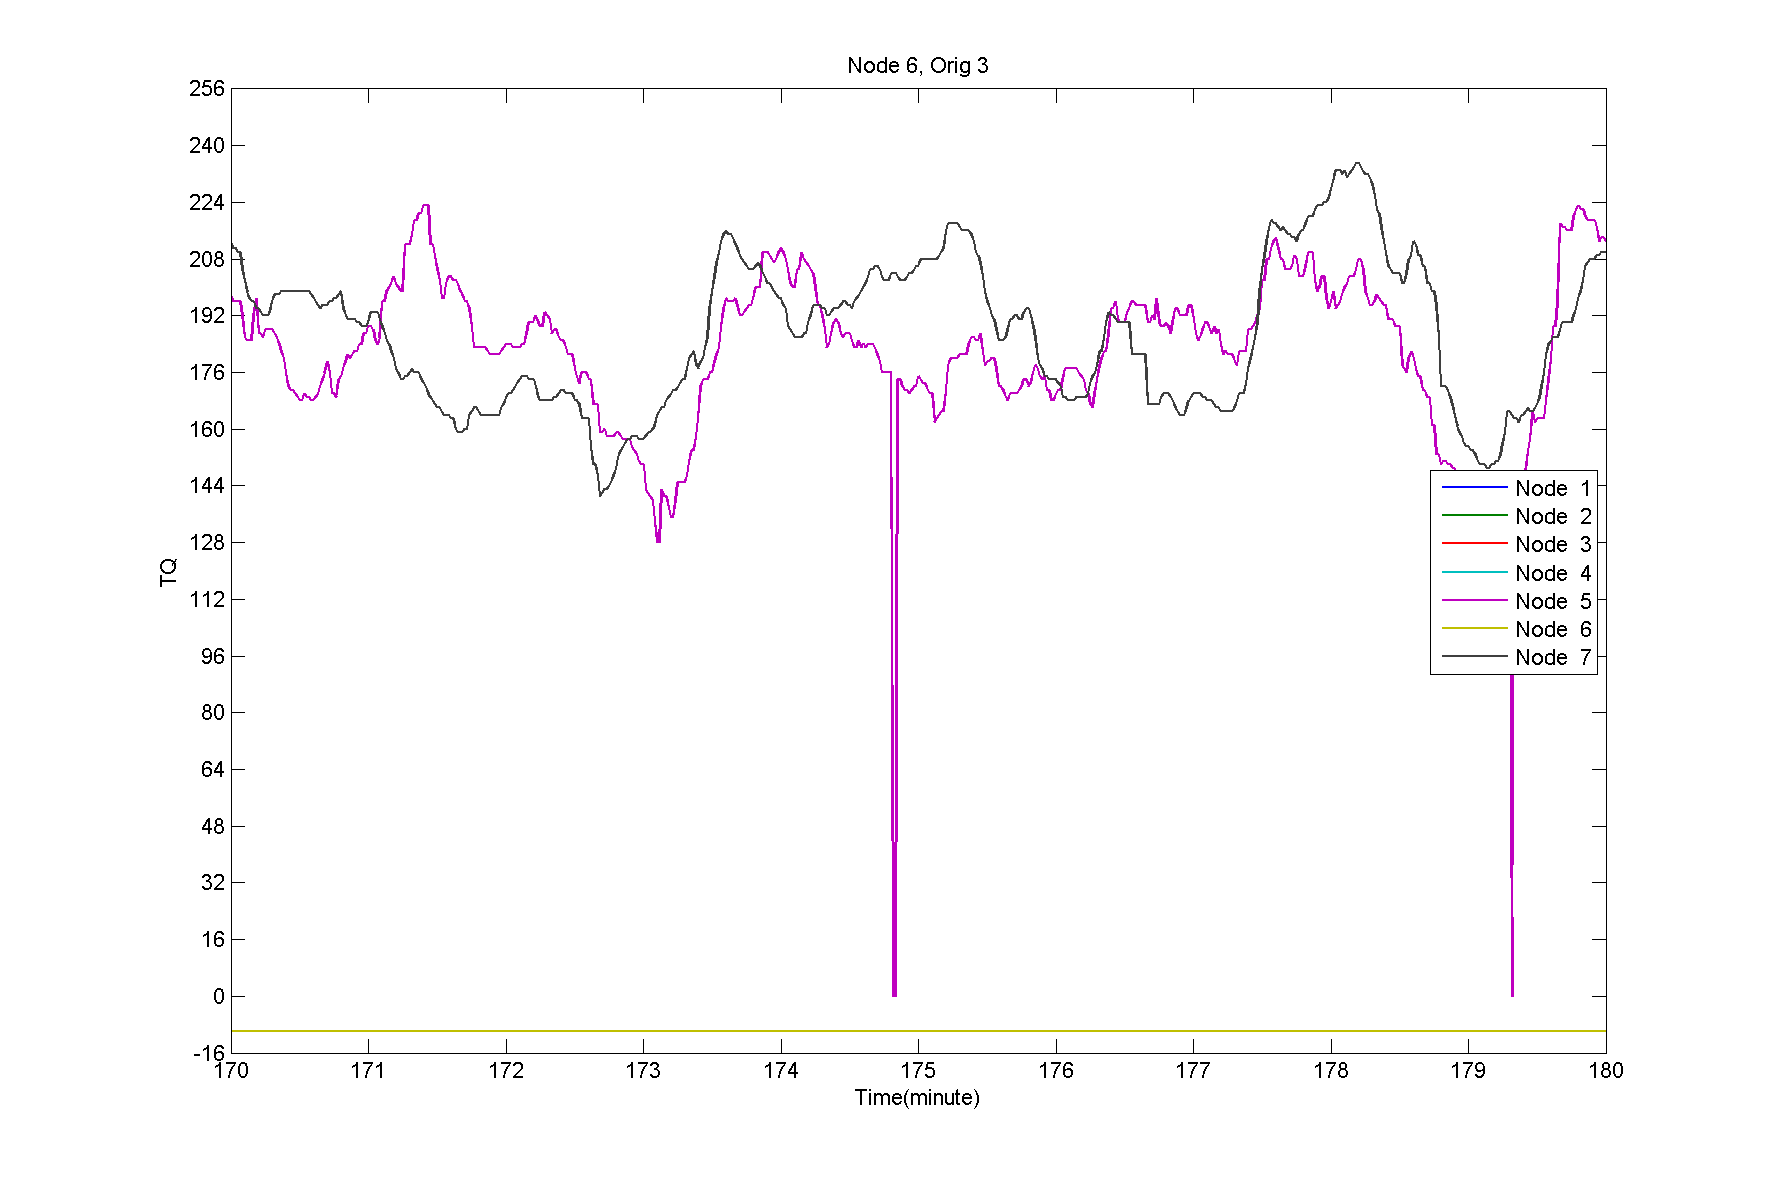 Node 6, Orig 3
256
240
224
208
192
176
160
144
128
112
96
80
64
48
32
16
0
-16
TQ
Node 1
Node 2
Node 3
Node 4
Node 5
Node 6
Node 7
170 171 172 173 174 175 176 177 178 179 180
Time(minute)